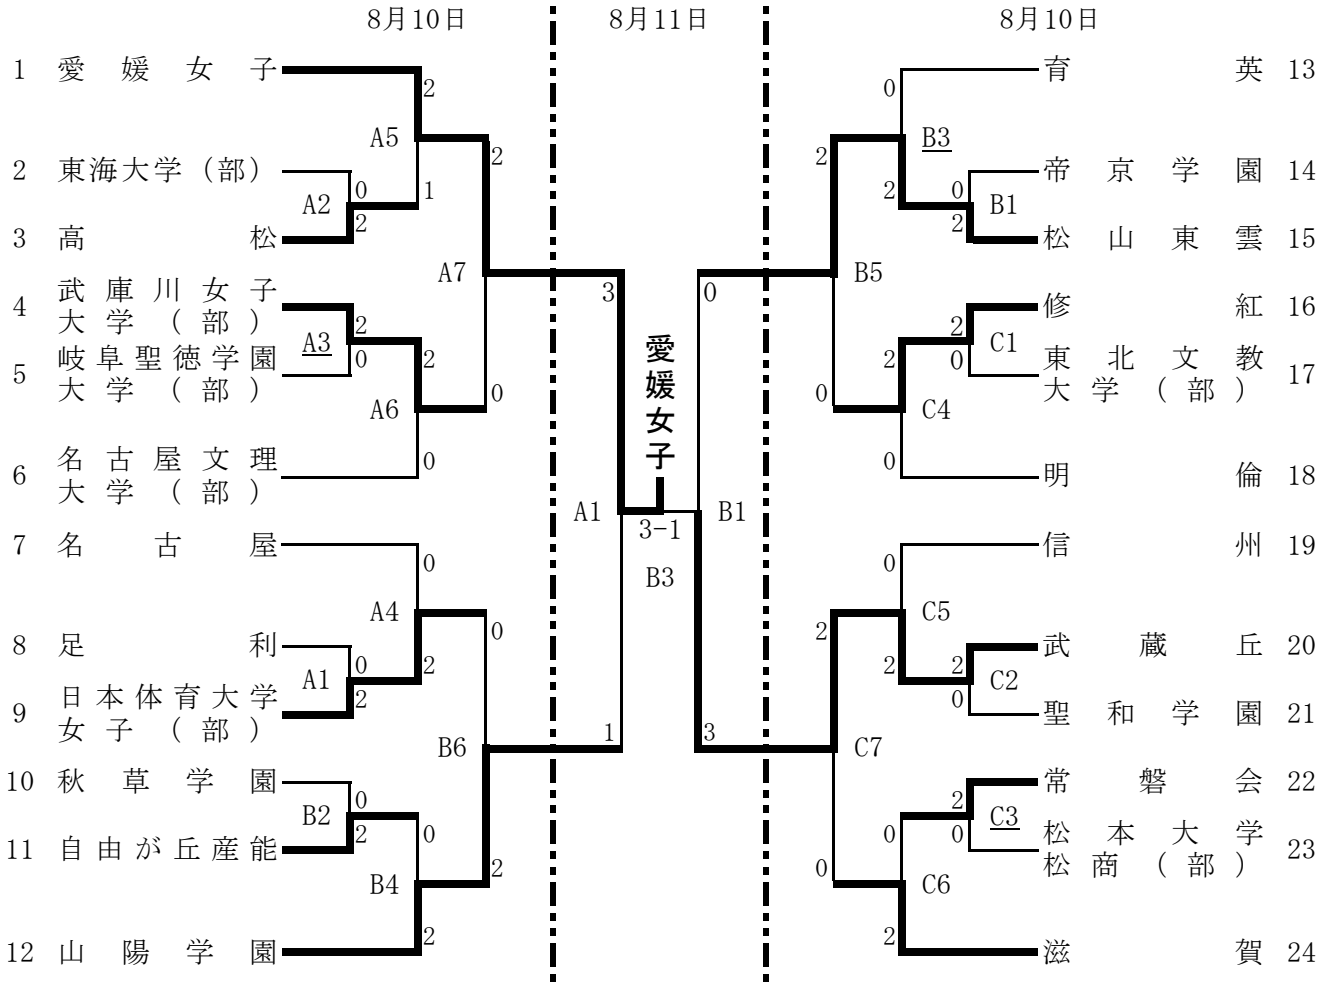 8月10日
8月11日
8月10日
1 愛媛女子
2 東海大学（部）
3 高松
4 武庫川女子
大学（部）
5 岐阜聖徳学園
大学（部）
6 名古屋文理
大学（部）
7 名古屋
8 足利
9 日本体育大学
女子（部）
10 秋草学園
11 自由が丘産能
12 山陽学園
A5
2
1
A2
0
2
A3
2
0
A6
2
0
A7
2
0
A4
0
2
A1
0
2
B2
0
2
B4
0
2
B6
0
2
A1
3
1
愛媛女子
3-1
B3
B1
0
3
B5
2
0
B3
0
2
B1
0
2
C1
2
0
C4
2
0
C7
2
0
C5
0
2
C2
2
0
C3
2
0
C6
0
2
育英 13
帝京学園 14
松山東雲 15
修紅 16
東北文教
大学（部） 17
明倫 18
信州 19
武蔵丘 20
聖和学園 21
常磐会 22
松本大学
松商（部） 23
滋賀 24